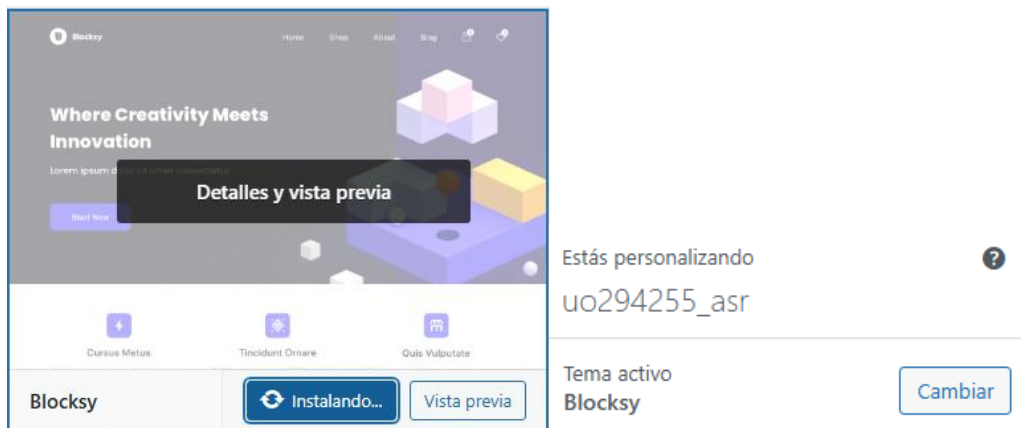 Blocksy
Home Shop About Blog
Where Creativity Meets
Innovation
Lorem ipsum
Detalles y vista previa
Start Now
Cursus Metus
Tincidunt Ornare
Quis Vulputate
Blocksy
Instalando...
Vista previa
Estás personalizando
?
uo294255_asr
Tema activo
Blocksy
Cambiar